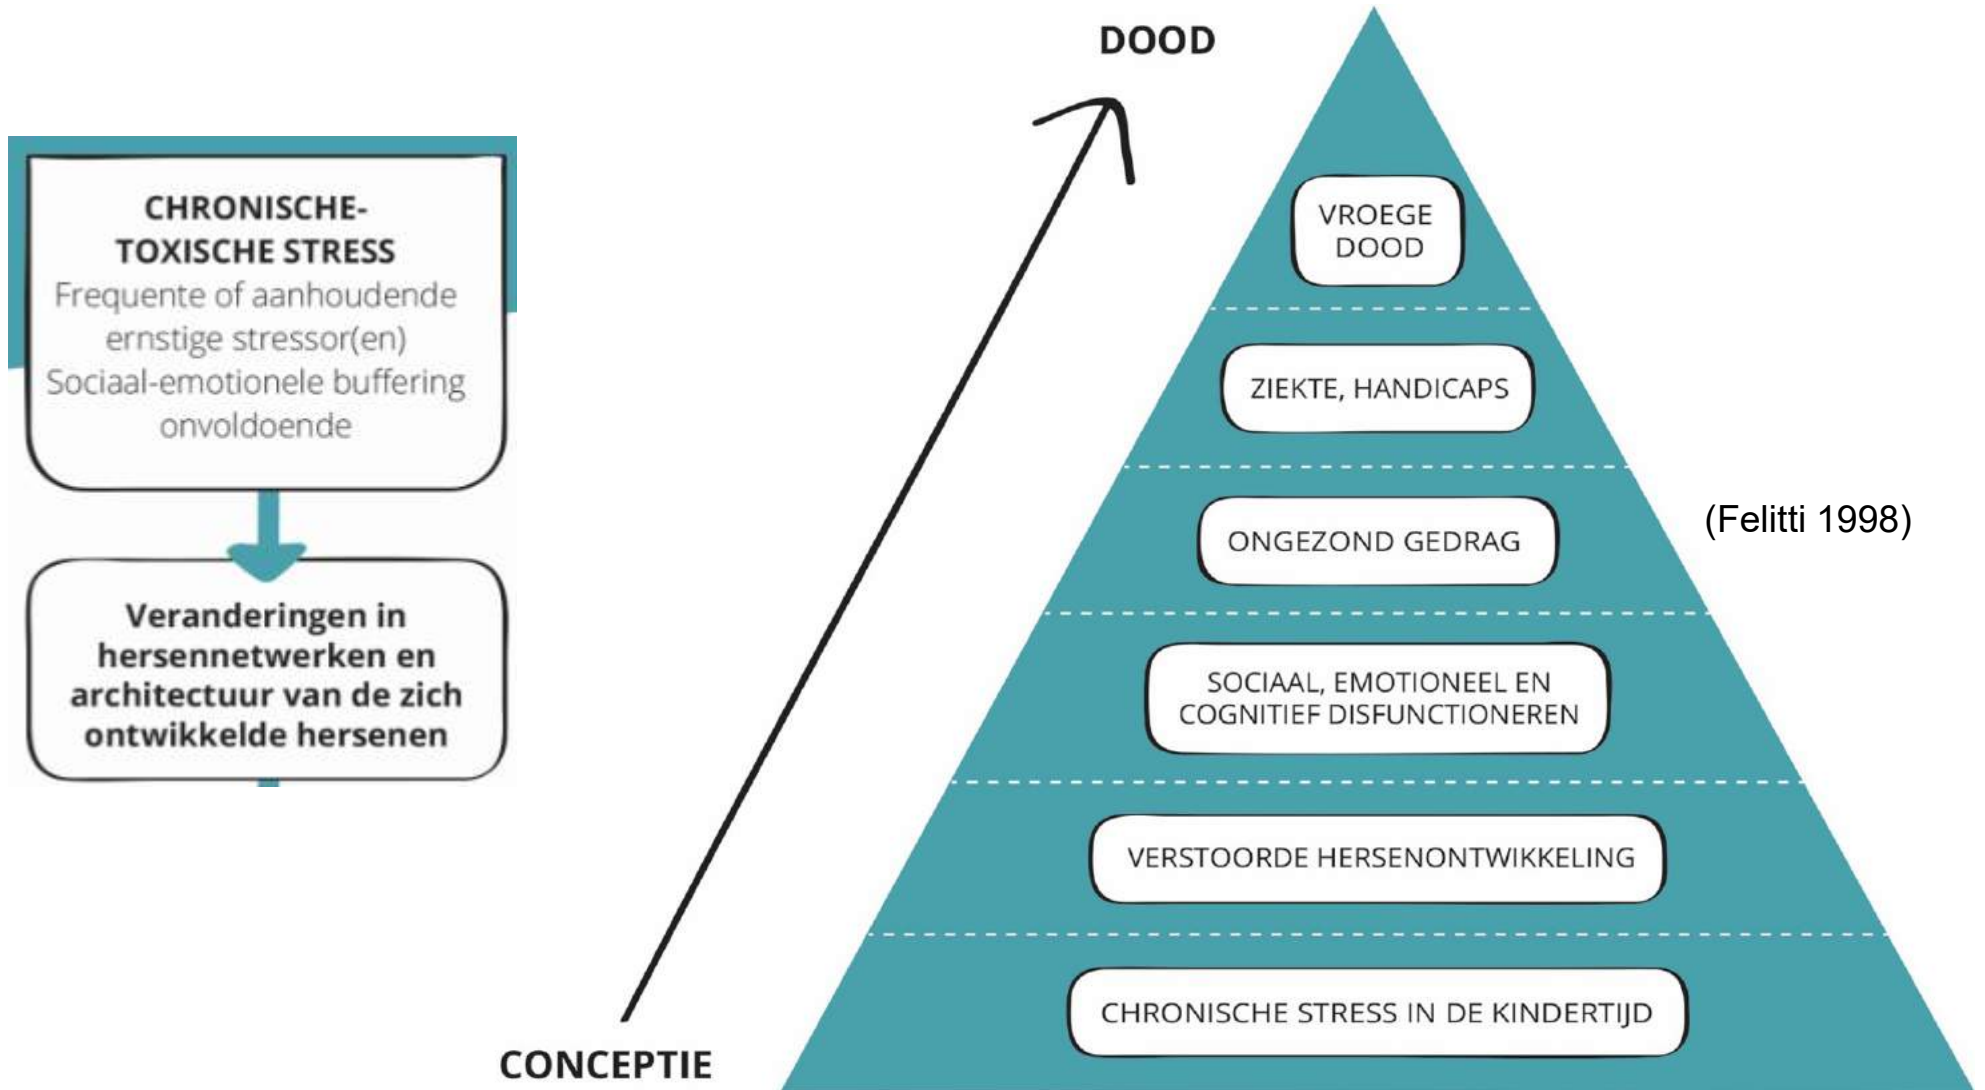 CHRONISCHE-
TOXISCHE STRESS
Frequente of aanhoudende
ernstige stressor(en)
Sociaal-emotionele buffering
onvoldoende
Veranderingen in
hersennetwerken en
architectuur van de zich
ontwikkelde hersenen
DOOD
CONCEPTIE
VROEGE
DOOD
ZIEKTE, HANDICAPS
ONGEZOND GEDRAG
SOCIAAL, EMOTIONEEL EN
COGNITIEF DISFUNCTIONEREN
VERSTOORDE HERSENONTWIKKELING
CHRONISCHE STRESS IN DE KINDERTIJD
(Felitti 1998)